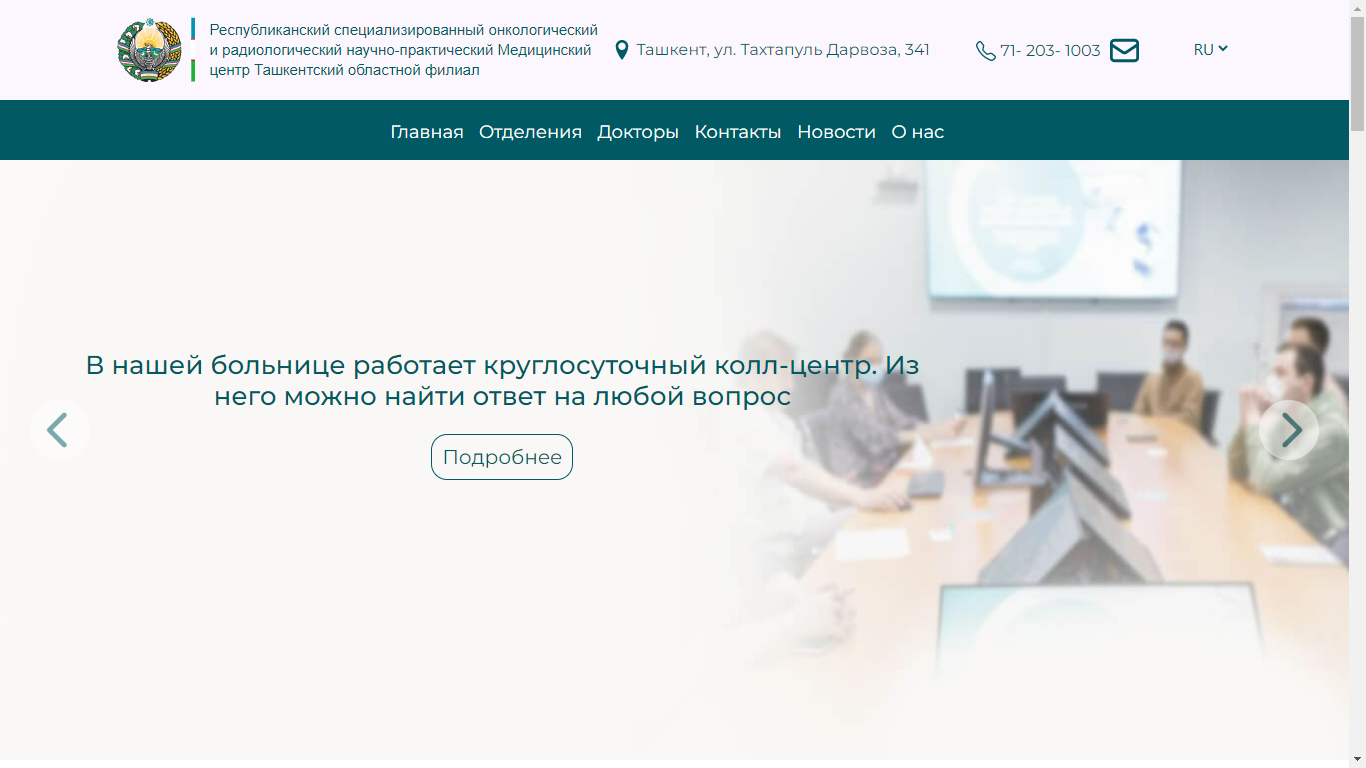 Республиканский специализированный онкологический
и радиологический научно-практический Медицинский
центр Ташкентский областной филиал
Ташкент, ул. Тахтапуль Дарвоза, 341
71- 203- 1003
RU
Главная Отделения Докторы Контакты Новости О нас
В нашей больнице работает круглосуточный колл-центр. Из
него можно найти ответ на любой вопрос
Подробнее